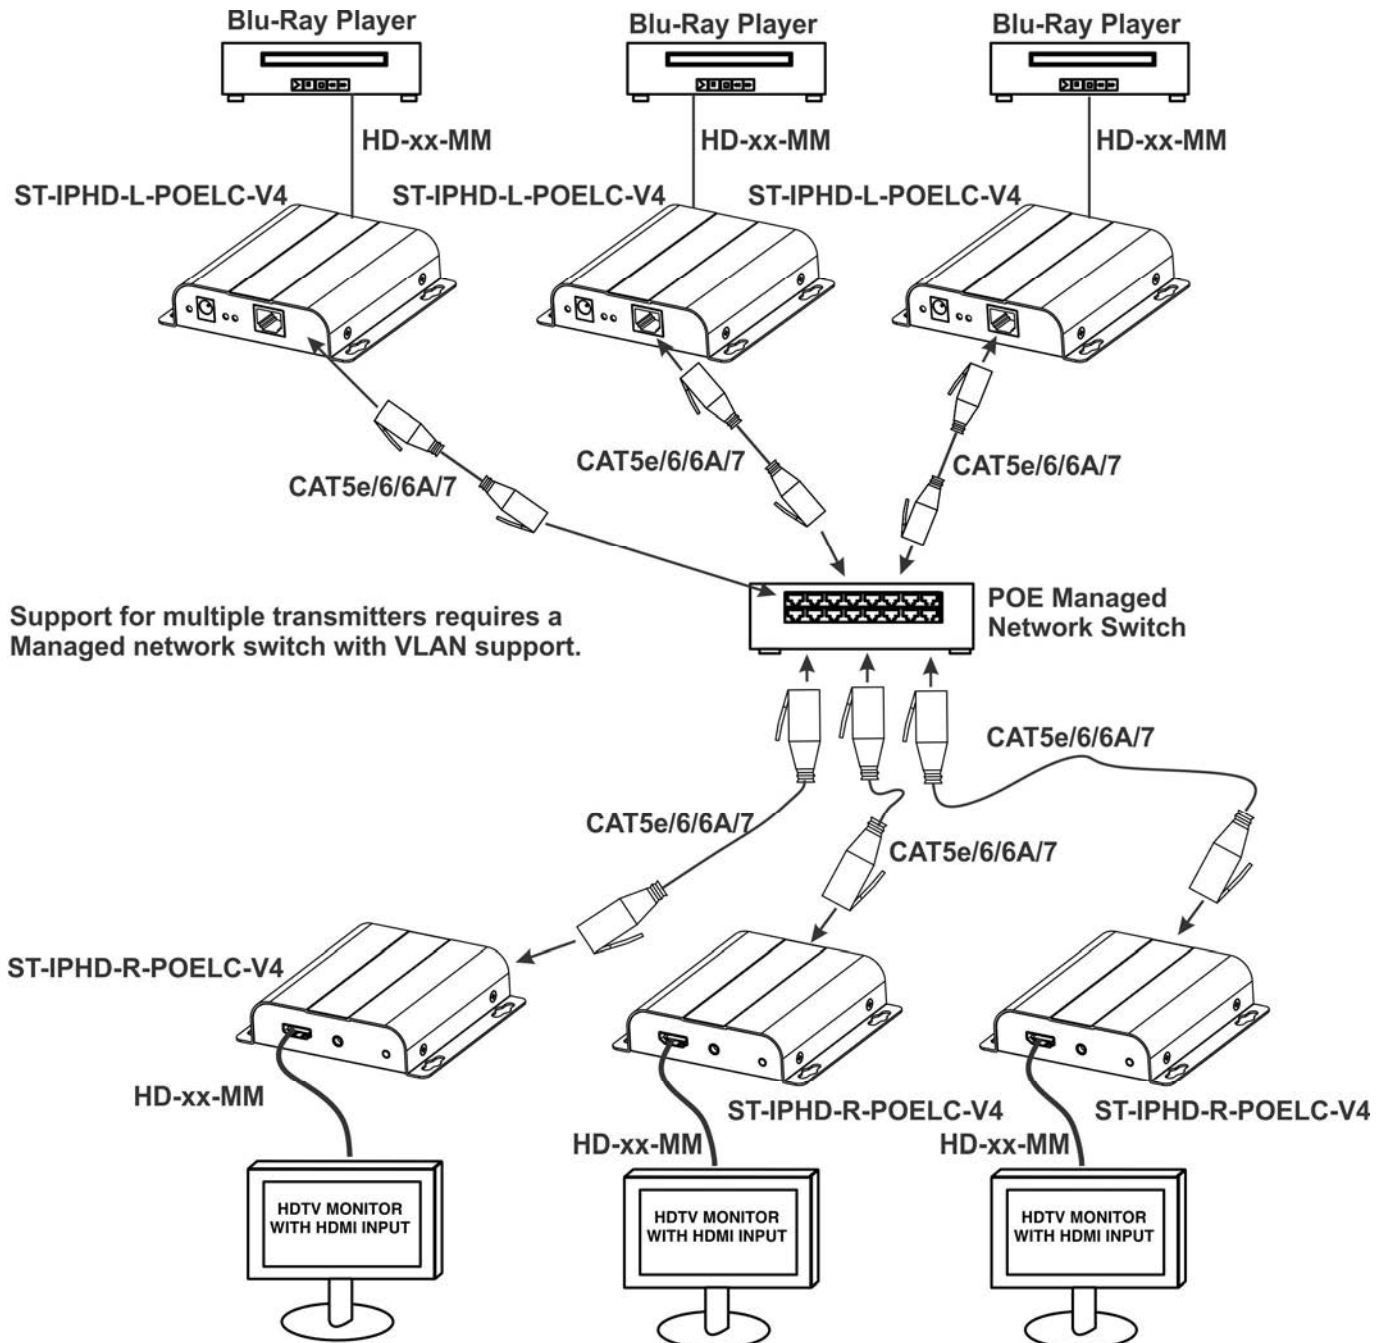 Blu-Ray Player
Blu-Ray Player
Blu-Ray Player
HD-xx-MM
HD-xx-MM
HD-xx-MM
ST-IPHD-L-POELC-V4
ST-IPHD-L-POELC-V4
ST-IPHD-L-POELC-V4
CAT5e/6/6A/7
CAT5e/6/6A/7
CAT5e/6/6A/7
Support for multiple transmitters requires a
Managed network switch with VLAN support.
POE Managed
Network Switch
CAT5e/6/6A/7
CAT5e/6/6A/7
CAT5e/6/6A/7
ST-IPHD-R-POELC-V4
ST-IPHD-R-POELC-V4
ST-IPHD-R-POELC-V4
HD-xx-MM
HD-xx-MM
HD-xx-MM
HDTV MONITOR
WITH HDMI INPUT
HDTV MONITOR
WITH HDMI INPUT
HDTV MONITOR
WITH HDMI INPUT